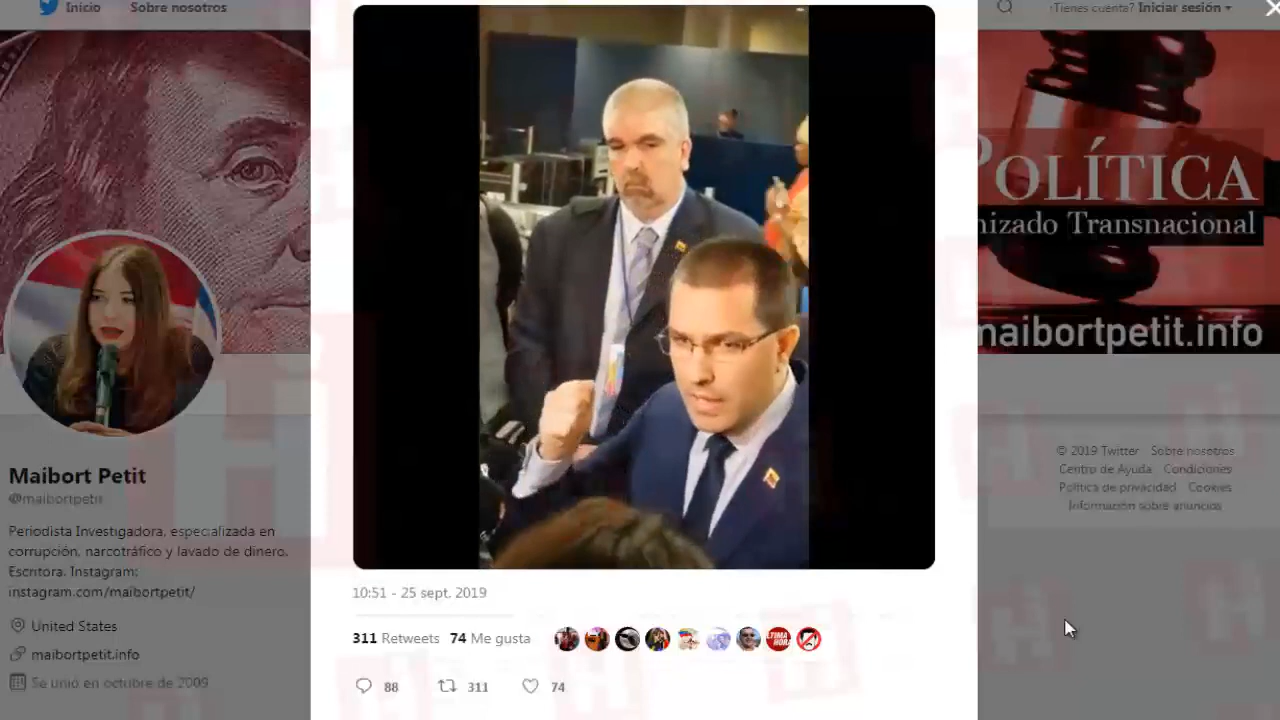 Inicio
Sobre nosotros
¿Tienes cuenta? Iniciar sesión
POLÍTICA
nizado Transnacional
maibortpetit.info
Maibort Petit
@maibortpetit
Periodista Investigadora, especializada en
corrupción, narcotráfico y lavado de dinero.
Escritora. Instagram:
instagram.com/maibortpetit/
United States
maibortpetit.info
Se unió en octubre de 2009
10:51 - 25 sept. 2019
311 Retweets 74 Me gusta
ÚLTIMA
HORA
88 311 74
© 2019 Twitter Sobre nosotros
Centro de Ayuda Condiciones
Política de privacidad Cookies
Información sobre anuncios